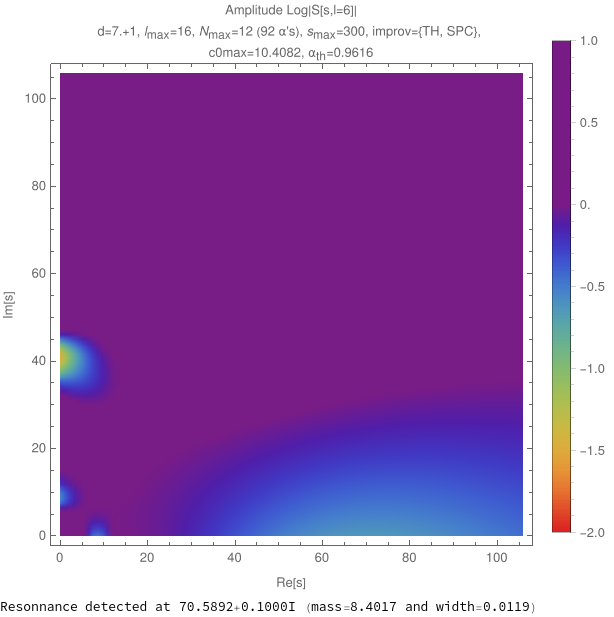 Amplitude Log|S[s,l=6]|
d=7.+1, lmax=16, Nmax=12 (92 α's), smax=300, improv={TH, SPC},
c0max=10.4082, αth=0.9616
1.0
0.5
0.
−0.5
−1.0
−1.5
−2.0
100
80
60
40
20
0
Im[s]
0 20 40 60 80 100
Re[s]
Resonnance detected at 70.5892+0.1000I (mass=8.4017 and width=0.0119)